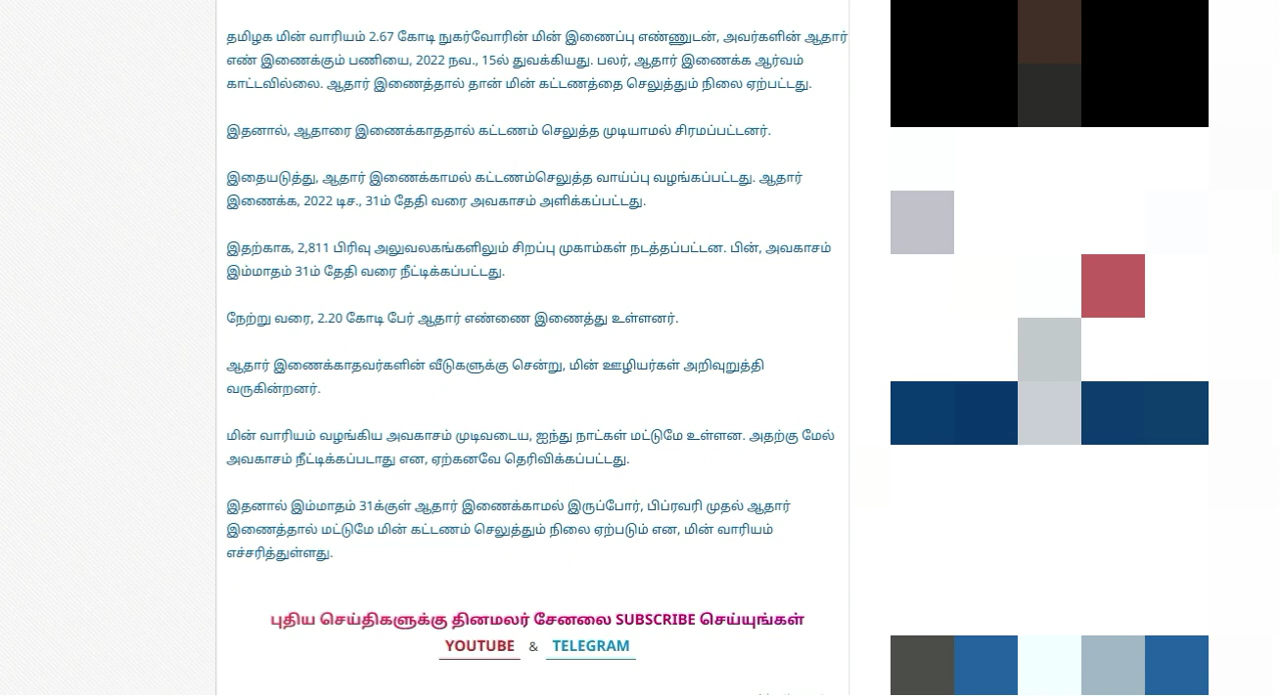 தமிழக மின் வாரியம் 2.67 கோடி நுகர்வோரின் மின் இணைப்பு எண்ணுடன், அவர்களின் ஆதார்
எண் இணைக்கும் பணியை, 2022 நவ., 15ல் துவக்கியது. பலர், ஆதார் இணைக்க ஆர்வம்
காட்டவில்லை. ஆதார் இணைத்தால் தான் மின் கட்டணத்தை செலுத்தும் நிலை ஏற்பட்டது.
இதனால், ஆதாரை இணைக்காததால் கட்டணம் செலுத்த முடியாமல் சிரமப்பட்டனர்.
இதையடுத்து, ஆதார் இணைக்காமல் கட்டணம்செலுத்த வாய்ப்பு வழங்கப்பட்டது. ஆதார்
இணைக்க, 2022 டிச., 31ம் தேதி வரை அவகாசம் அளிக்கப்பட்டது.
இதற்காக, 2,811 பிரிவு அலுவலகங்களிலும் சிறப்பு முகாம்கள் நடத்தப்பட்டன. பின், அவகாசம்
இம்மாதம் 31ம் தேதி வரை நீட்டிக்கப்பட்டது.
நேற்று வரை, 2.20 கோடி பேர் ஆதார் எண்ணை இணைத்து உள்ளனர்.
ஆதார் இணைக்காதவர்களின் வீடுகளுக்கு சென்று, மின் ஊழியர்கள் அறிவுறுத்தி
வருகின்றனர்.
மின் வாரியம் வழங்கிய அவகாசம் முடிவடைய, ஐந்து நாட்கள் மட்டுமே உள்ளன. அதற்கு மேல்
அவகாசம் நீட்டிக்கப்படாது என, ஏற்கனவே தெரிவிக்கப்பட்டது.
இதனால் இம்மாதம் 31க்குள் ஆதார் இணைக்காமல் இருப்போர், பிப்ரவரி முதல் ஆதார்
இணைத்தால் மட்டுமே மின் கட்டணம் செலுத்தும் நிலை ஏற்படும் என, மின் வாரியம்
எச்சரித்துள்ளது.
புதிய செய்திகளுக்கு தினமலர் சேனலை SUBSCRIBE செய்யுங்கள்
YOUTUBE & TELEGRAM